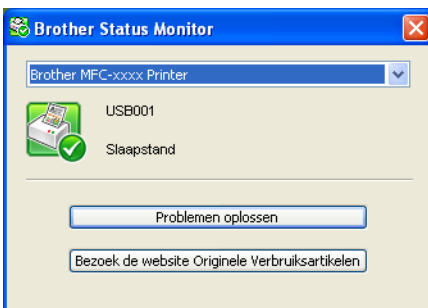 Brother Status Monitor
Brother MFC-xxxx Printer
USB001
Slaapstand
Problemen oplossen
Bezoek de website Originele Verbruiksartikelen